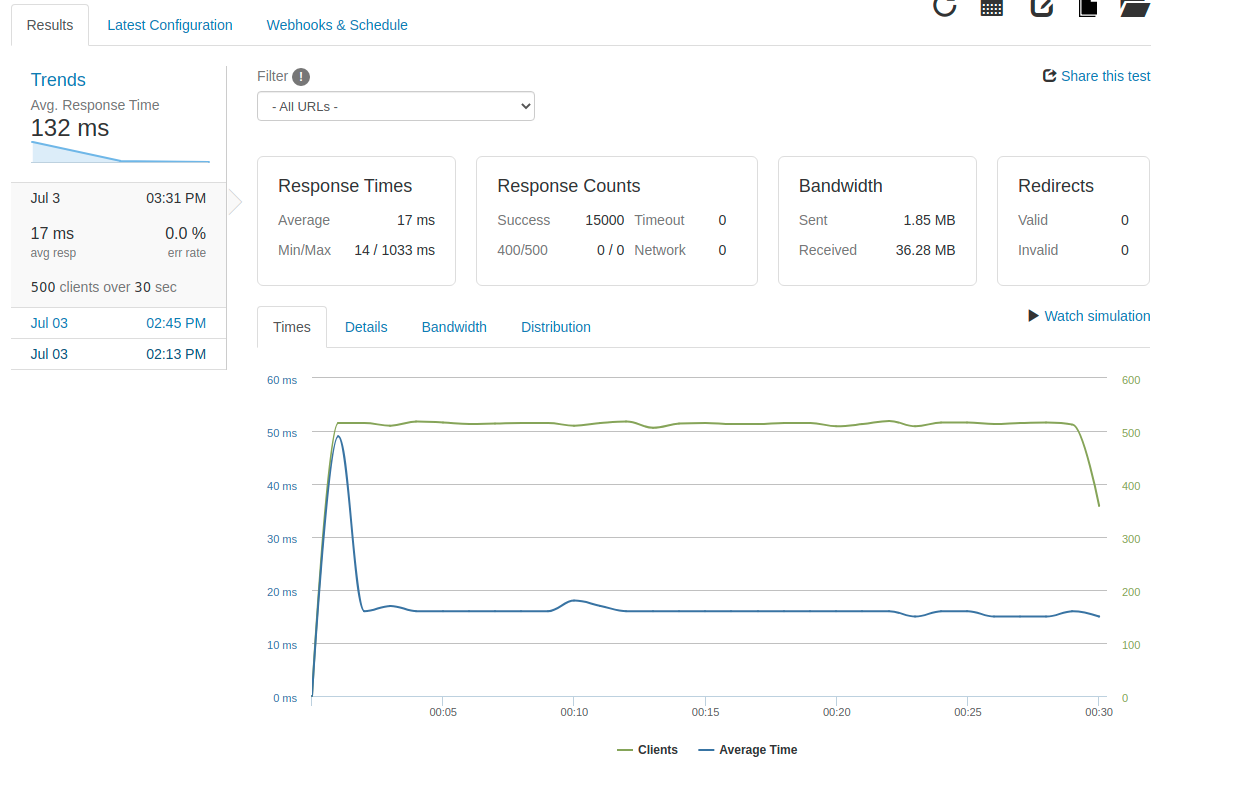 Results Latest Configuration Webhooks & Schedule
Trends
Avg. Response Time
132 ms
Jul 3 03:31 PM
17 ms 0.0 %
avg resp err rate
500 clients over 30 sec
Jul 03 02:45 PM
Jul 03 02:13 PM
Filter !
Share this test
- All URLs -
Response Times
Average 17 ms
Min/Max 14 / 1033 ms
Response Counts
Success 15000 Timeout 0
400/500 0 / 0 Network 0
Bandwidth
Sent 1.85 MB
Received 36.28 MB
Redirects
Valid 0
Invalid 0
Times Details Bandwidth Distribution
Watch simulation
60 ms 600
50 ms 500
40 ms 400
30 ms 300
20 ms 200
10 ms 100
0 ms 0
00:05 00:10 00:15 00:20 00:25 00:30
Clients Average Time